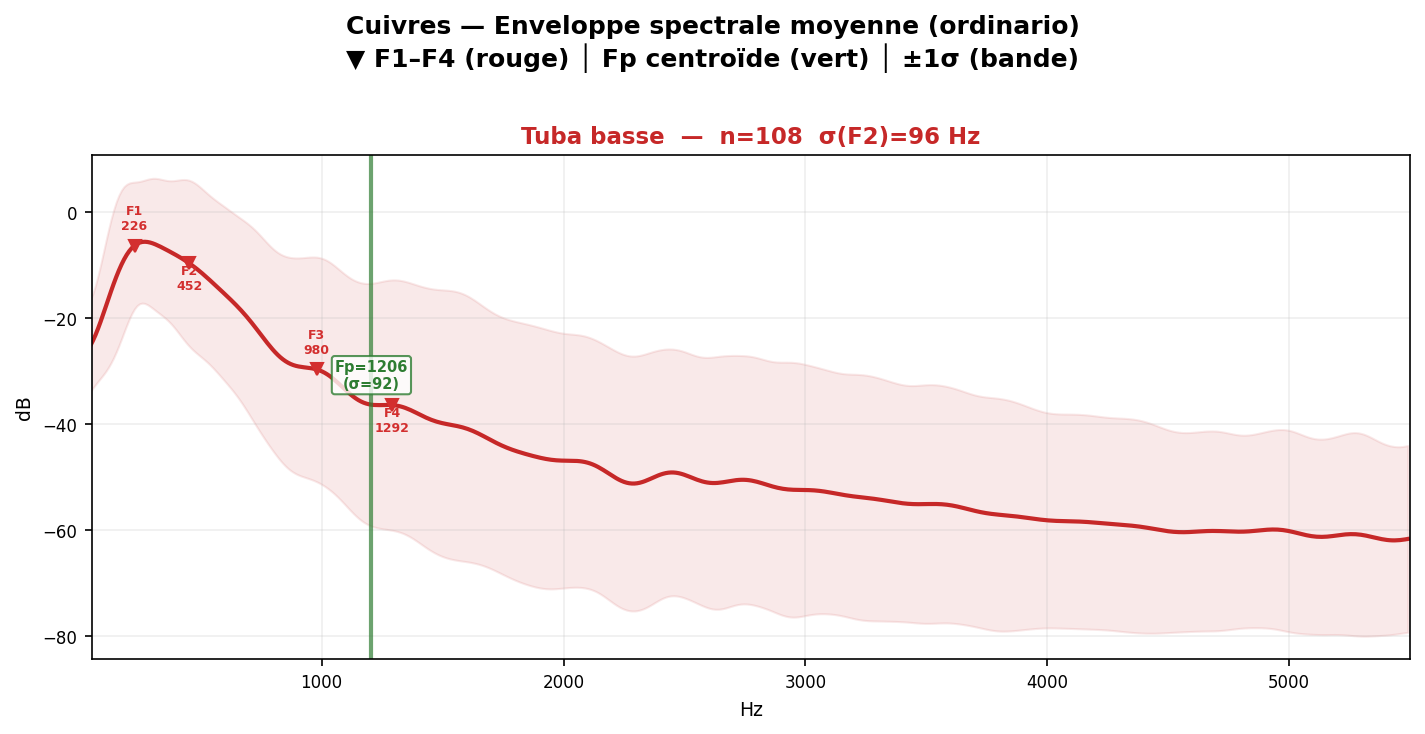 Cuivres — Enveloppe spectrale moyenne (ordinario)
▼ F1–F4 (rouge) │ Fp centroïde (vert) │ ±1σ (bande)
Tuba basse — n=108 σ(F2)=96 Hz
dB
0
−20
−40
−60
−80
F1
226
F2
452
F3
980
Fp=1206
(σ=92)
F4
1292
1000
2000
3000
4000
5000
Hz